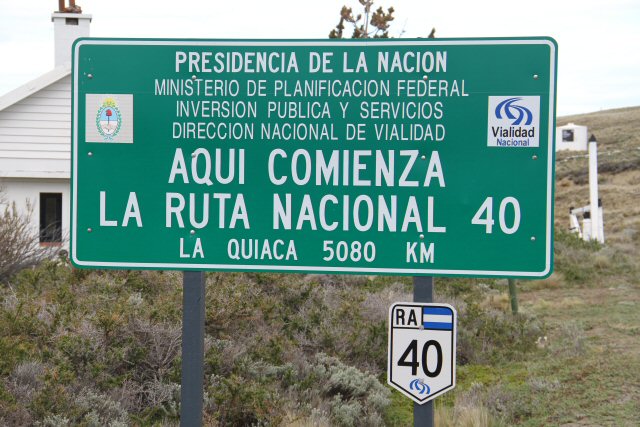 PRESIDENCIA DE LA NACION
MINISTERIO DE PLANIFICACION FEDERAL
INVERSION PUBLICA Y SERVICIOS
DIRECCION NACIONAL DE VIALIDAD
Vialidad
Nacional
AQUI COMIENZA
LA RUTA NACIONAL 40
LA QUIACA 5080 KM
RA
40